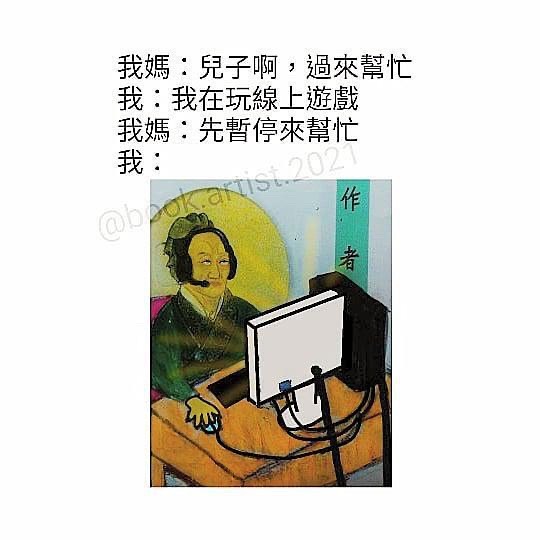 我媽：兒子啊，過來幫忙
我：我在玩線上遊戲
我媽：先暫停來幫忙
我：
@book.artist.2021
作者